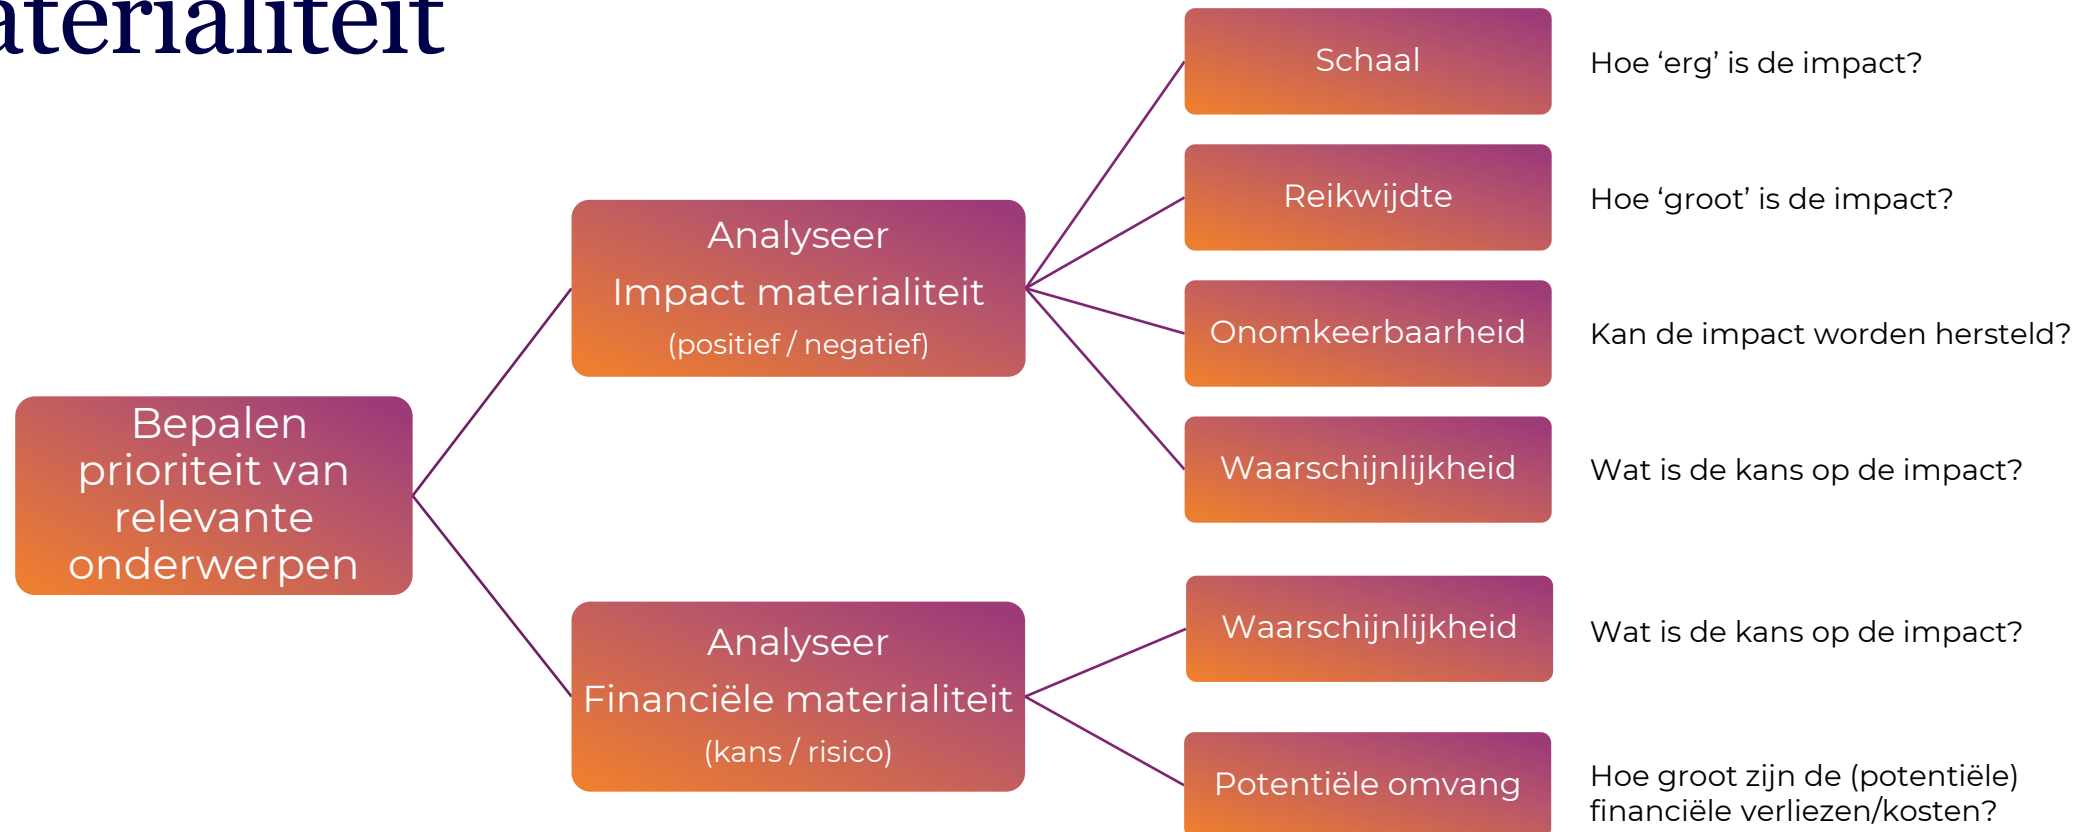 Schaal
Hoe ‘erg’ is de impact?
Reikwijdte
Hoe ‘groot’ is de impact?
Analyseer
Impact materialiteit
(positief / negatief)
Onomkeerbaarheid
Kan de impact worden hersteld?
Waarschijnlijkheid
Wat is de kans op de impact?
Bepalen
prioriteit van
relevante
onderwerpen
Analyseer
Financiële materialiteit
(kans / risico)
Waarschijnlijkheid
Wat is de kans op de impact?
Potentiële omvang
Hoe groot zijn de (potentiële)
financiële verliezen/kosten?